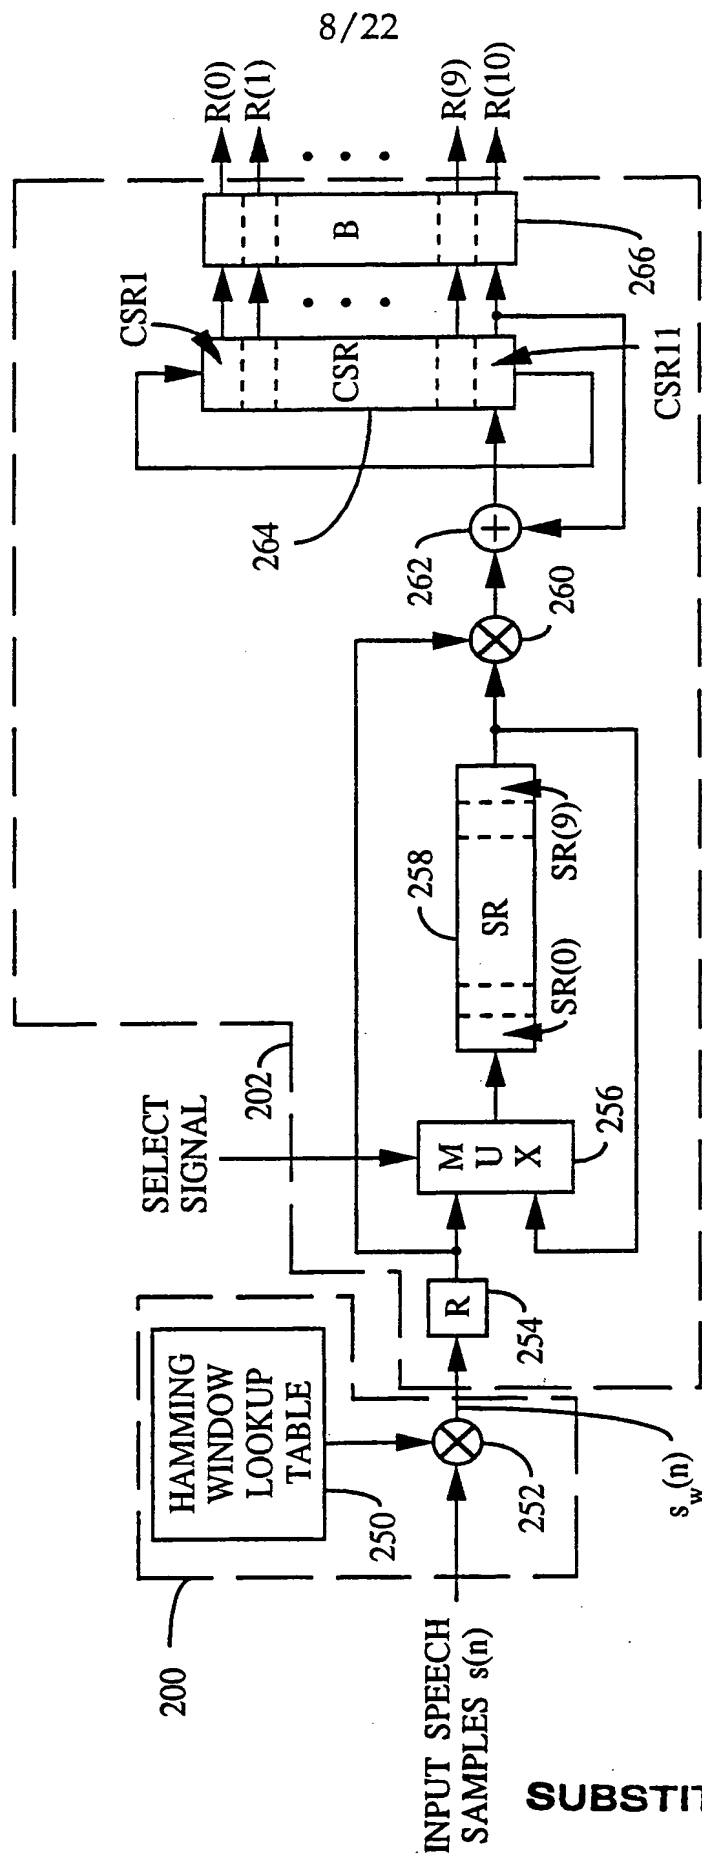 8/22
INPUT SPEECH
SAMPLES s(n)
200
HAMMING
WINDOW
LOOKUP
TABLE
250
252
s_w(n)
R
254
SELECT
SIGNAL
202
M
U
X
256
258
SR
SR(0)
SR(9)
260
262
264
CSR1
CSR
CSR11
B
266
R(0)
R(1)
R(9)
R(10)
SUBSTIT